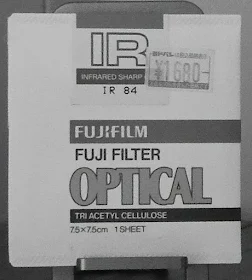 IR
INFRARED SHARP
IR 84
¥1680-
FUJIFILM
FUJI FILTER
OPTICAL
TRI ACETYL CELLULOSE
7.5×7.5cm 1 SHEET